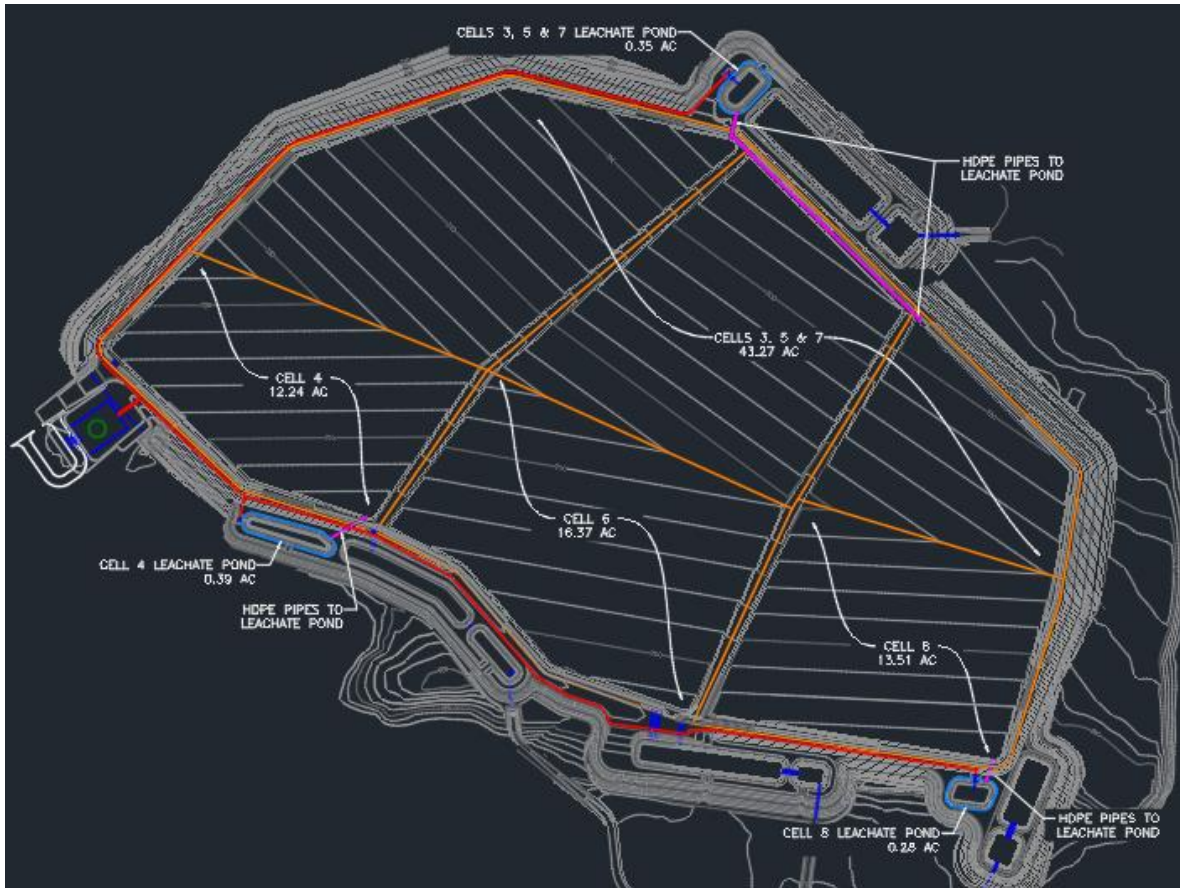 CELLS 3, 5 & 7 LEACHATE POND
0.35 AC
HDPE PIPES TO
LEACHATE POND
CELLS 3, 5 & 7
43.27 AC
CELL 4
12.24 AC
CELL 6
16.37 AC
CELL 4 LEACHATE POND
0.39 AC
HDPE PIPES TO
LEACHATE POND
CELL 8
13.51 AC
HDPE PIPES TO
LEACHATE POND
CELL 8 LEACHATE POND
0.28 AC